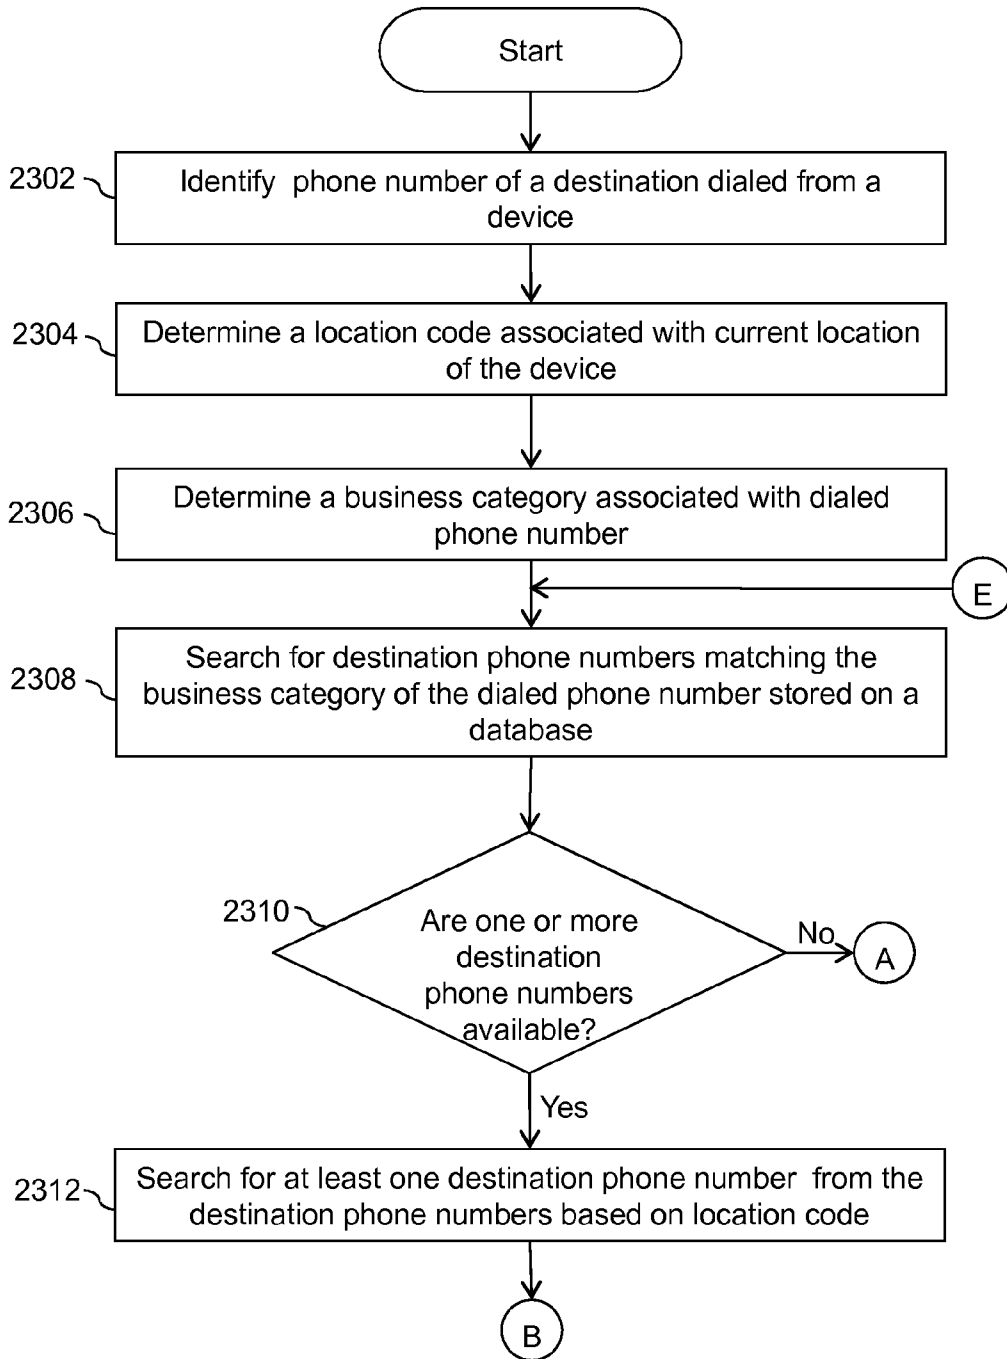 Start
2302
Identify phone number of a destination dialed from a
device
2304
Determine a location code associated with current location
of the device
2306
Determine a business category associated with dialed
phone number
E
2308
Search for destination phone numbers matching the
business category of the dialed phone number stored on a
database
2310
Are one or more
destination
phone numbers
available?
No
A
Yes
2312
Search for at least one destination phone number from the
destination phone numbers based on location code
B